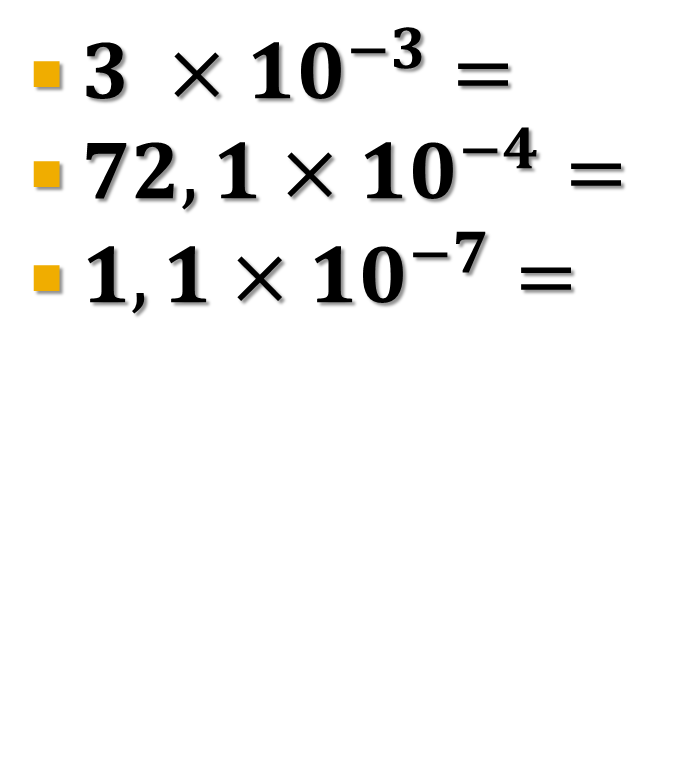 3 × 10⁻³ =
72,1 × 10⁻⁴ =
1,1 × 10⁻⁷ =